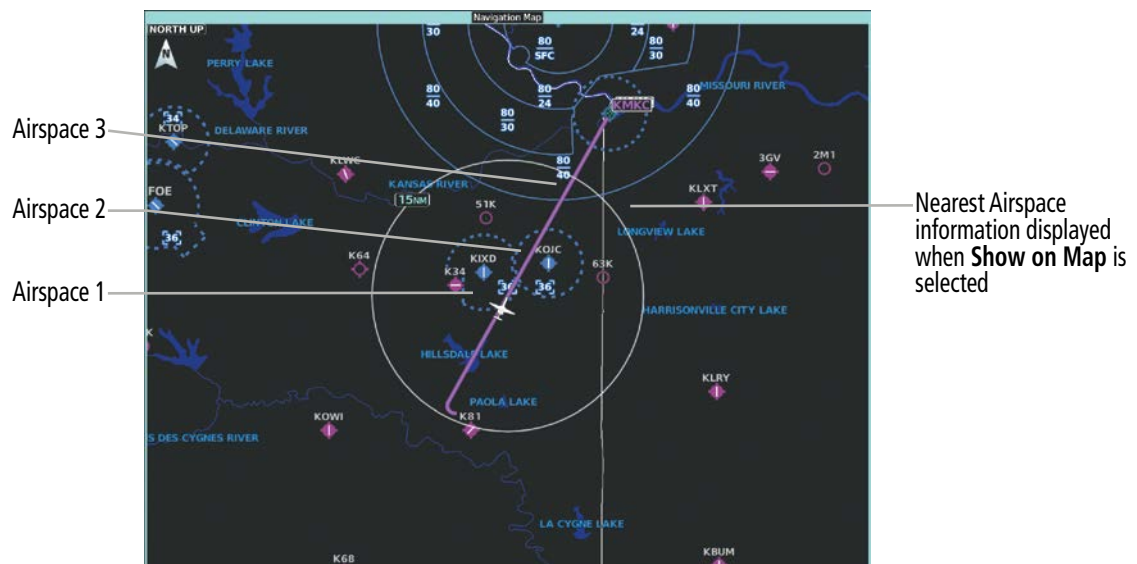 Navigation Map
NORTH UP
N
30
80
SFC
24
80
30
PERRY LAKE
MISSOURI RIVER
80
40
80
24
80
40
KMKC
80
30
34
KTOP
DELAWARE RIVER
Airspace 3
80
40
KLWC
3GV
2M1
KANSAS RIVER
FOE
15NM
KLXT
Airspace 2
51K
CLINTON LAKE
LONGVIEW LAKE
36
Nearest Airspace
information displayed
when Show on Map is
selected
K64
KIXD
KOJC
63K
K34
Airspace 1
36
36
HARRISONVILLE CITY LAKE
K
HILLSDALE LAKE
KLRY
PAOLA LAKE
KOWI
K81
S DES CYGNES RIVER
LA CYGNE LAKE
K68
KBUM